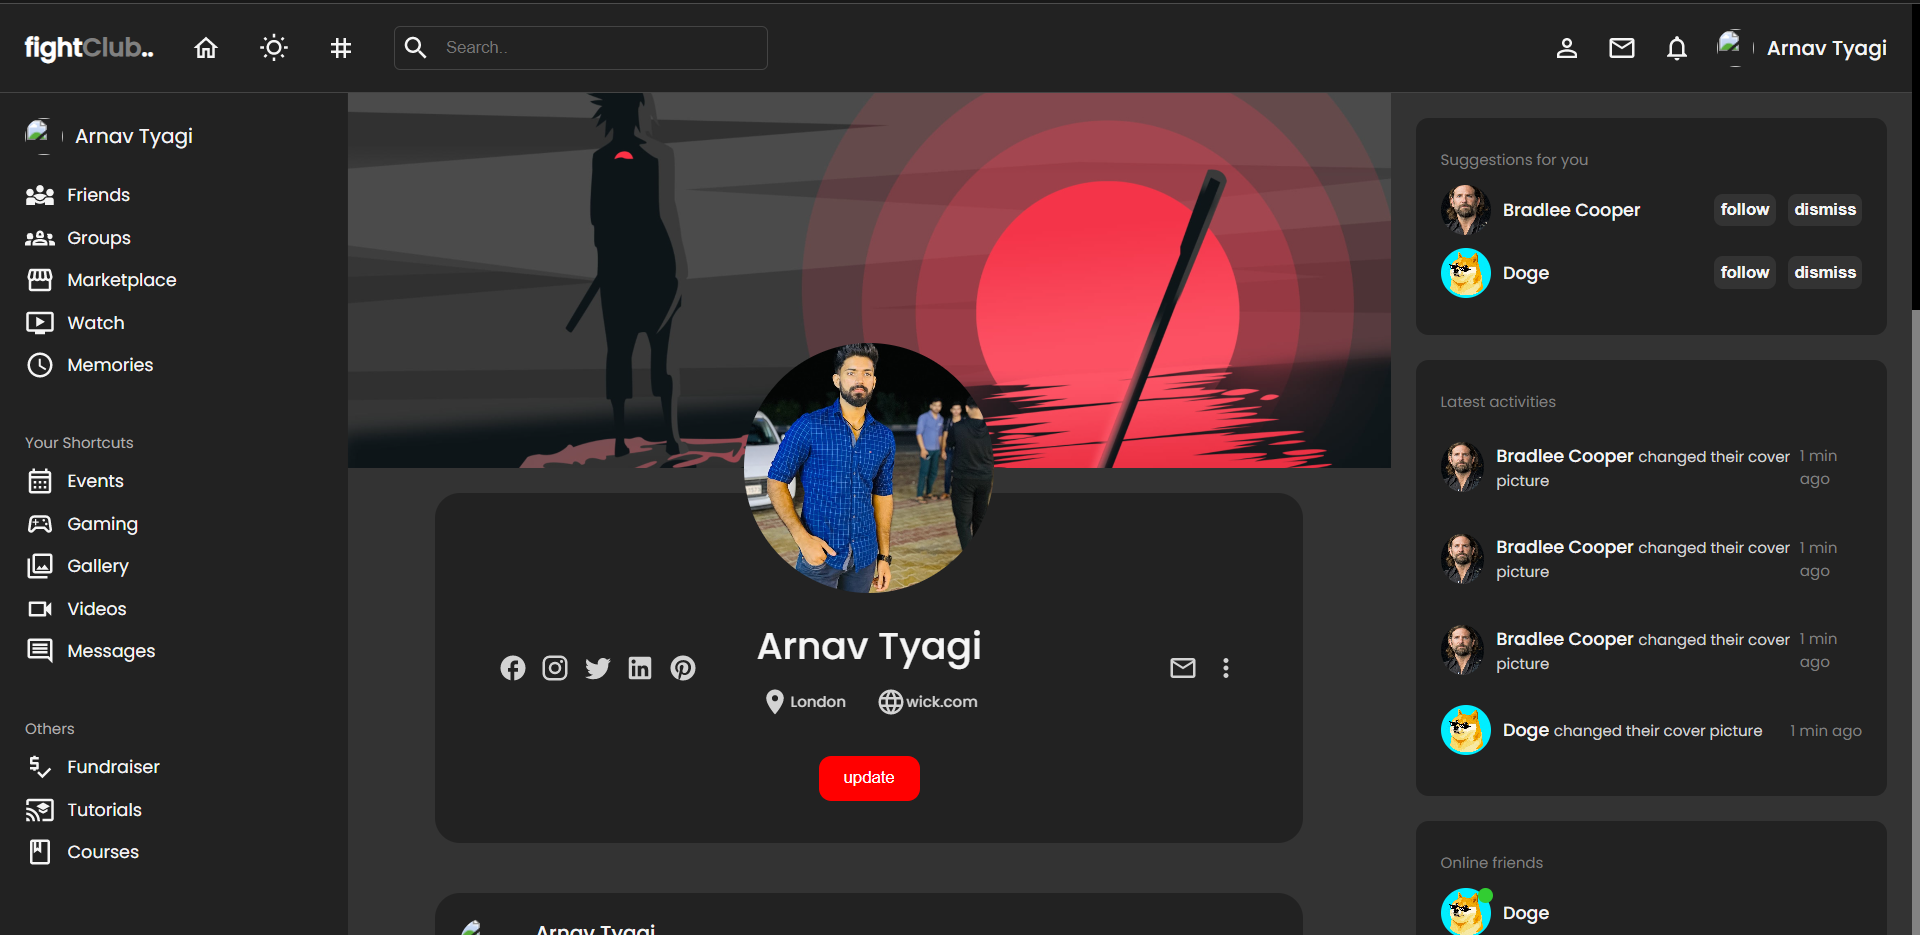 fightClub..
Search..
Arnav Tyagi
Arnav Tyagi
Friends
Groups
Marketplace
Watch
Memories
Your Shortcuts
Events
Gaming
Gallery
Videos
Messages
Others
Fundraiser
Tutorials
Courses
Arnav Tyagi
London
wick.com
update
Arnav Tyagi
Suggestions for you
Bradlee Cooper follow dismiss
Doge follow dismiss
Latest activities
Bradlee Cooper changed their cover 1 min
picture ago
Bradlee Cooper changed their cover 1 min
picture ago
Bradlee Cooper changed their cover 1 min
picture ago
Doge changed their cover picture 1 min ago
Online friends
Doge